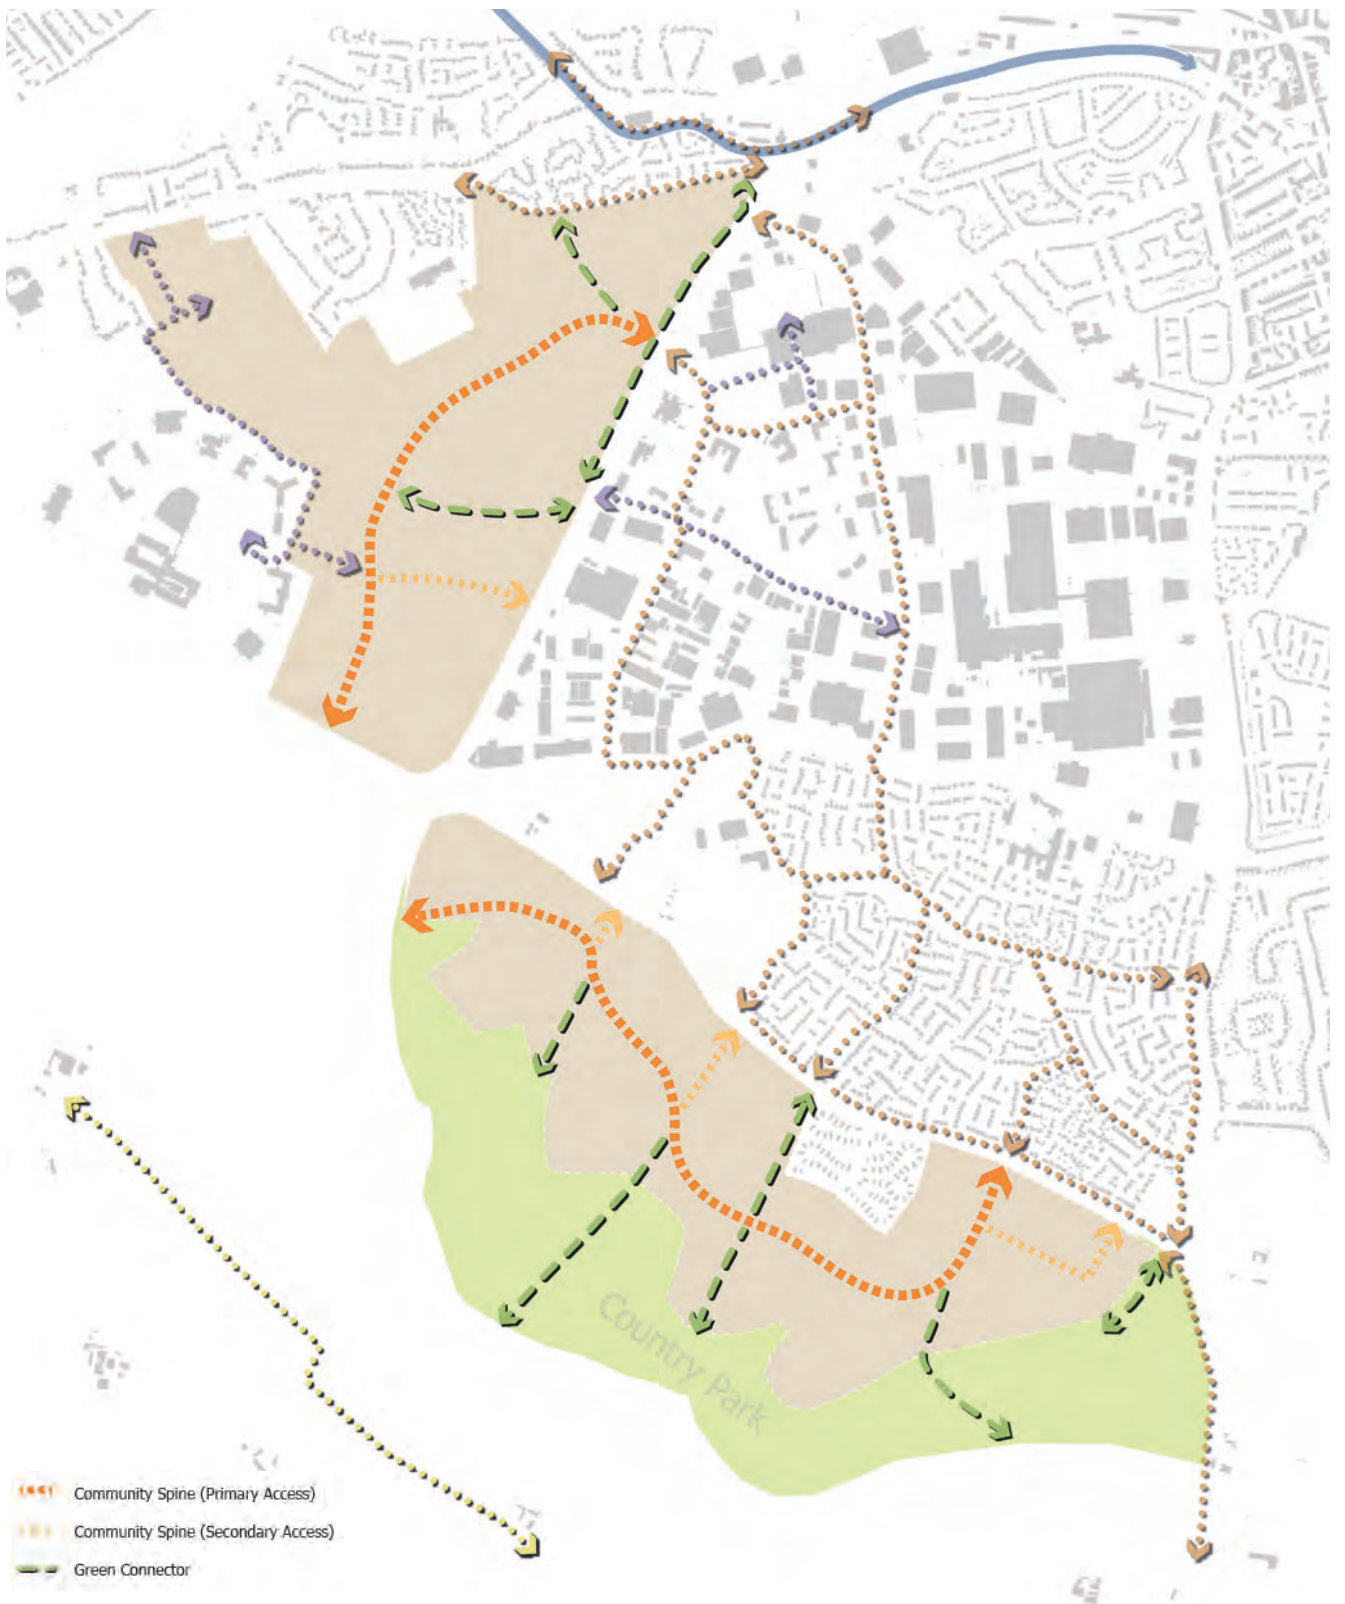 Country Park
Community Spine (Primary Access)
Community Spine (Secondary Access)
Green Connector